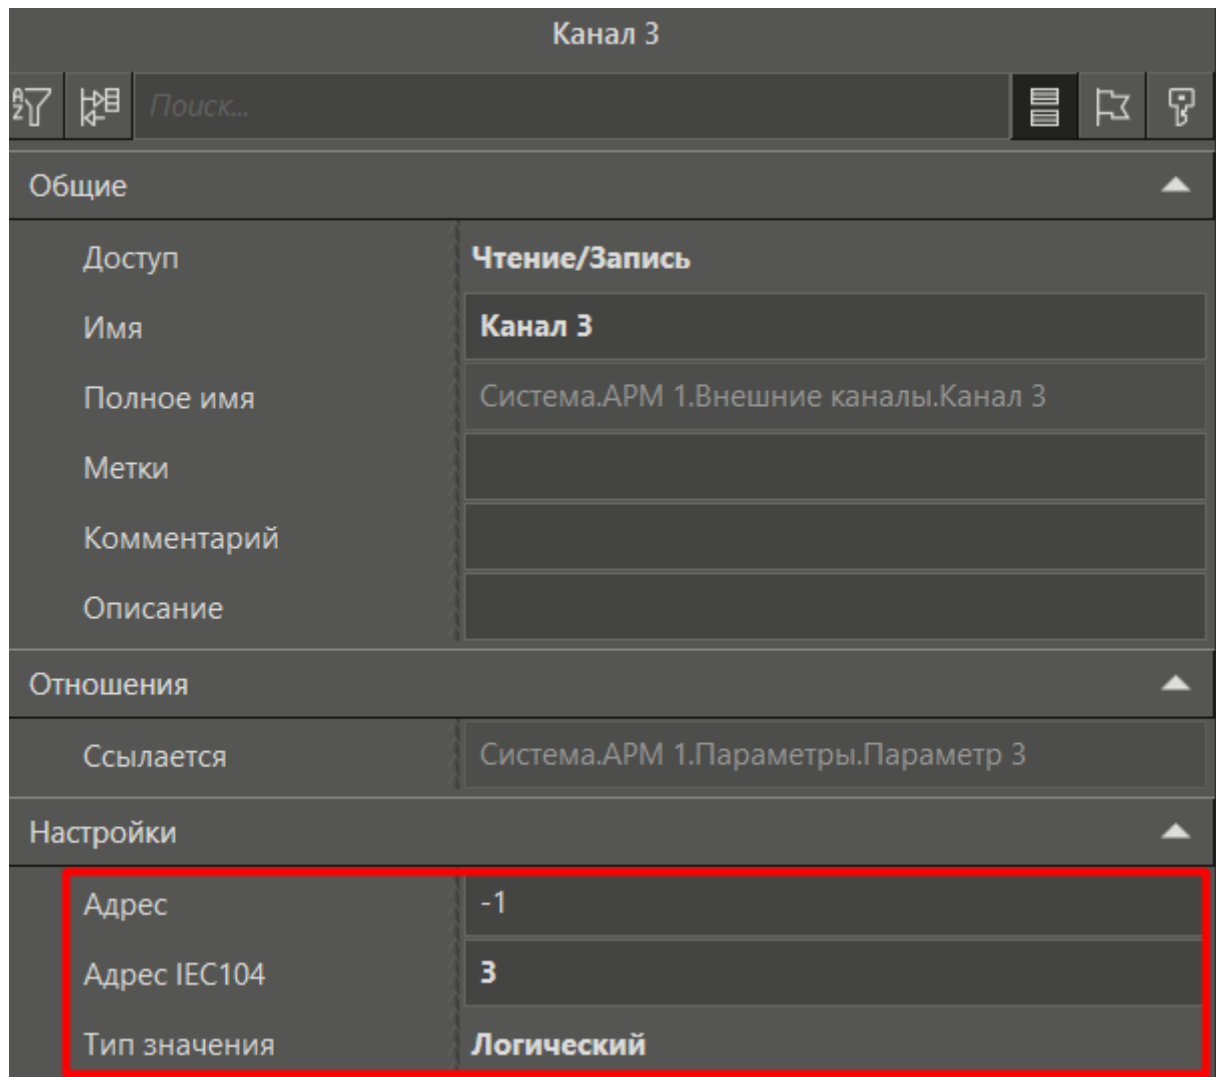 Канал 3
Поиск...
Общие
Доступ Чтение/Запись
Имя Канал 3
Полное имя Система.АРМ 1.Внешние каналы.Канал 3
Метки
Комментарий
Описание
Отношения
Ссылается Система.АРМ 1.Параметры.Параметр 3
Настройки
Адрес -1
Адрес IEC104 3
Тип значения Логический